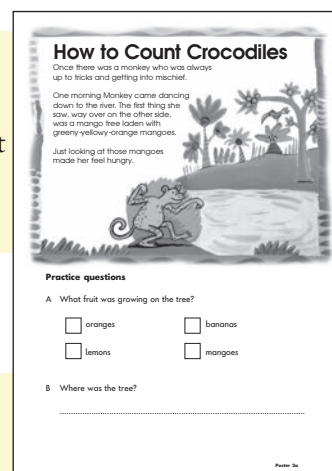 How to Count Crocodiles
Once there was a monkey who was always
up to tricks and getting into mischief.
One morning Monkey came dancing
down to the river. The first thing she
saw, way over on the other side,
was a mango tree laden with
greeny-yellowy-orange mangoes.
Just looking at those mangoes
made her feel hungry.
Practice questions
A What fruit was growing on the tree?
oranges bananas
lemons mangoes
B Where was the tree?
Poster 2a
t